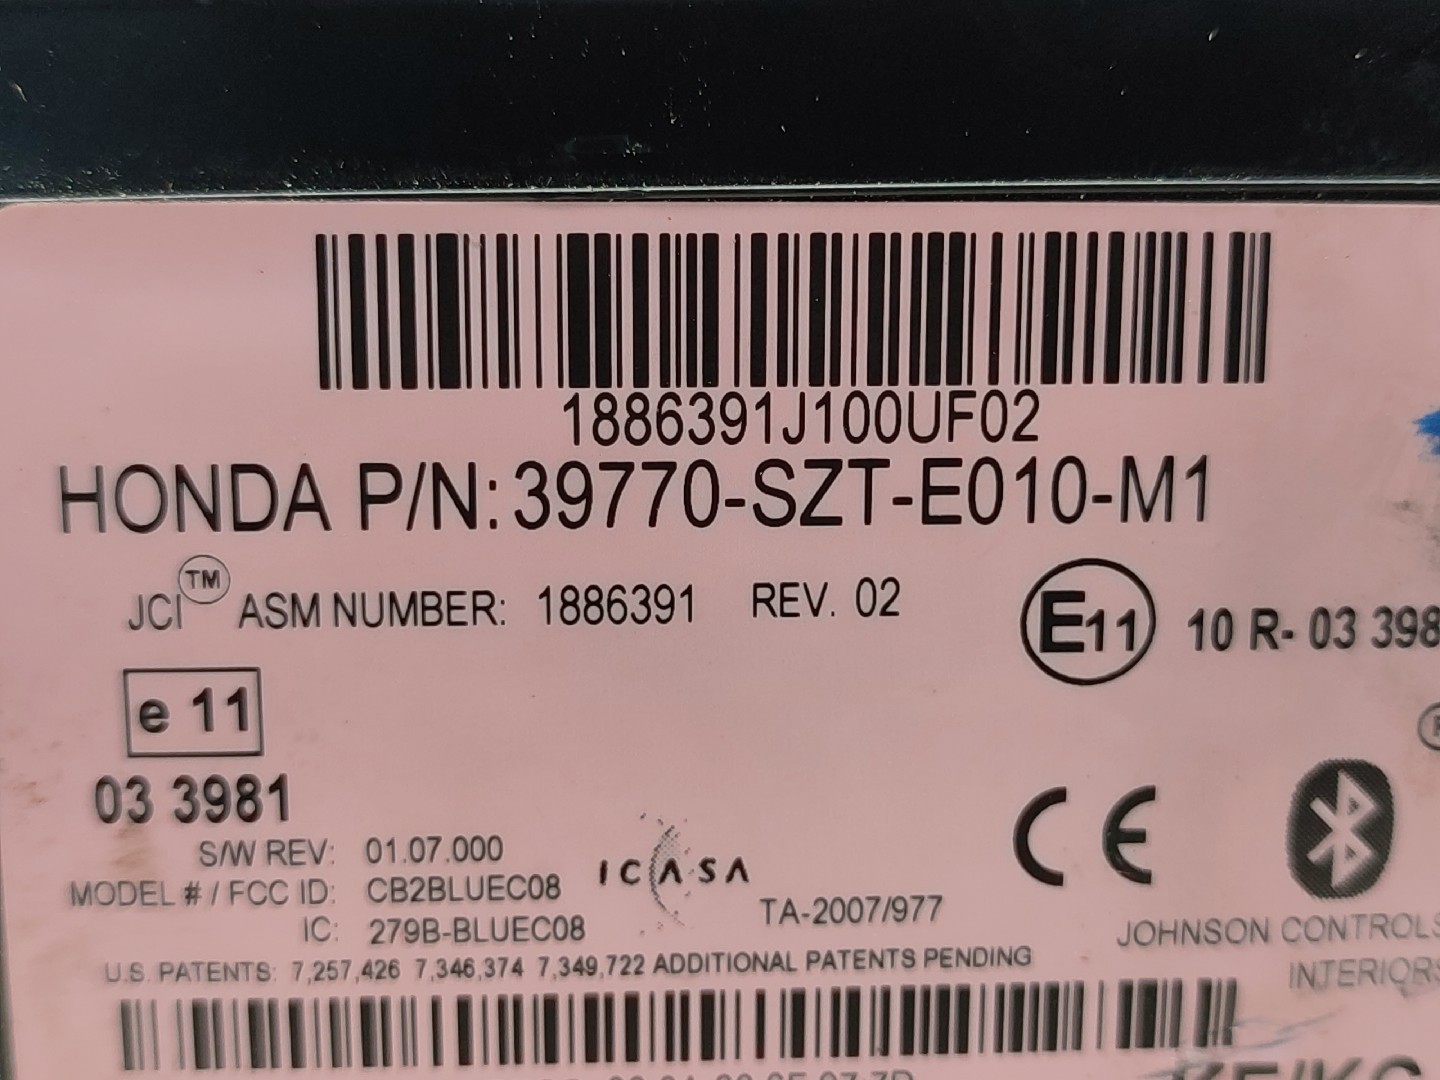 1886391J100UF02
HONDA P/N: 39770-SZT-E010-M1
JCI™ ASM NUMBER: 1886391 REV. 02
E11 10 R- 03 398
e 11
03 3981
S/W REV: 01.07.000
MODEL # / FCC ID: CB2BLUEC08
IC: 279B-BLUEC08
ICASA
TA-2007/977
CE
JOHNSON CONTROLS
INTERIORS
U.S. PATENTS: 7,257,426 7,346,374 7,349,722 ADDITIONAL PATENTS PENDING